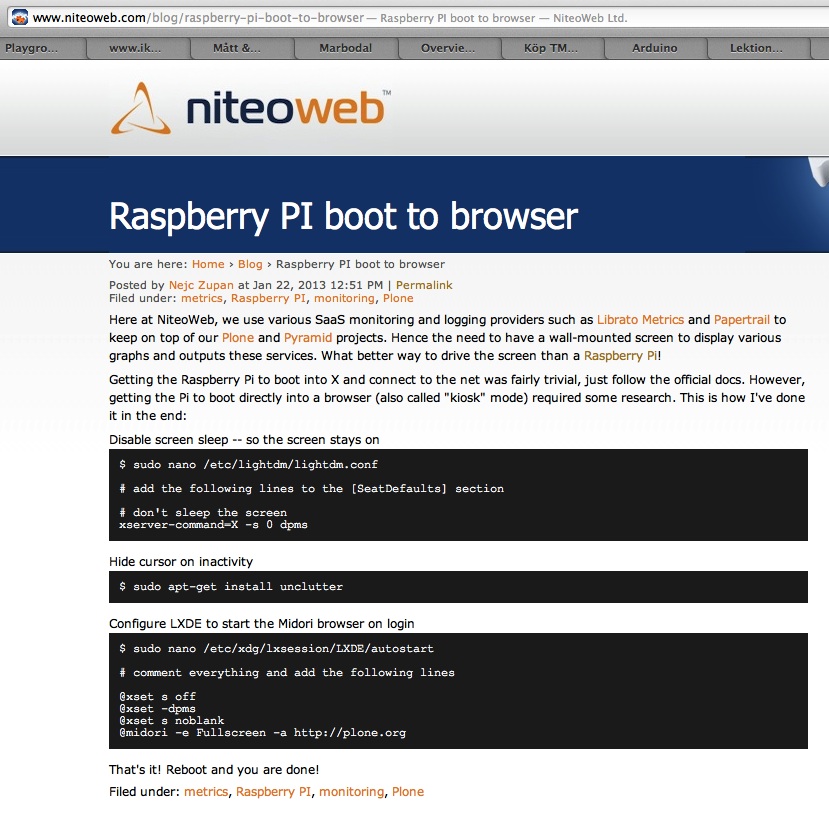 www.niteoweb.com/blog/raspberry-pi-boot-to-browser — Raspberry PI boot to browser — NiteoWeb Ltd.
Playgro... www.ik... Mått &... Marbodal Overvie... Köp TM... Arduino Lektion...
niteoweb™
Raspberry PI boot to browser
You are here: Home › Blog › Raspberry PI boot to browser
Posted by Nejc Zupan at Jan 22, 2013 12:51 PM | Permalink
Filed under: metrics, Raspberry PI, monitoring, Plone
Here at NiteoWeb, we use various SaaS monitoring and logging providers such as Librato Metrics and Papertrail to
keep on top of our Plone and Pyramid projects. Hence the need to have a wall-mounted screen to display various
graphs and outputs these services. What better way to drive the screen than a Raspberry Pi!
Getting the Raspberry Pi to boot into X and connect to the net was fairly trivial, just follow the official docs. However,
getting the Pi to boot directly into a browser (also called "kiosk" mode) required some research. This is how I've done
it in the end:
Disable screen sleep -- so the screen stays on
$ sudo nano /etc/lightdm/lightdm.conf
# add the following lines to the [SeatDefaults] section
# don't sleep the screen
xserver-command=X -s 0 dpms
Hide cursor on inactivity
$ sudo apt-get install unclutter
Configure LXDE to start the Midori browser on login
$ sudo nano /etc/xdg/lxsession/LXDE/autostart
# comment everything and add the following lines
@xset s off
@xset -dpms
@xset s noblank
@midori -e Fullscreen -a http://plone.org
That's it! Reboot and you are done!
Filed under: metrics, Raspberry PI, monitoring, Plone